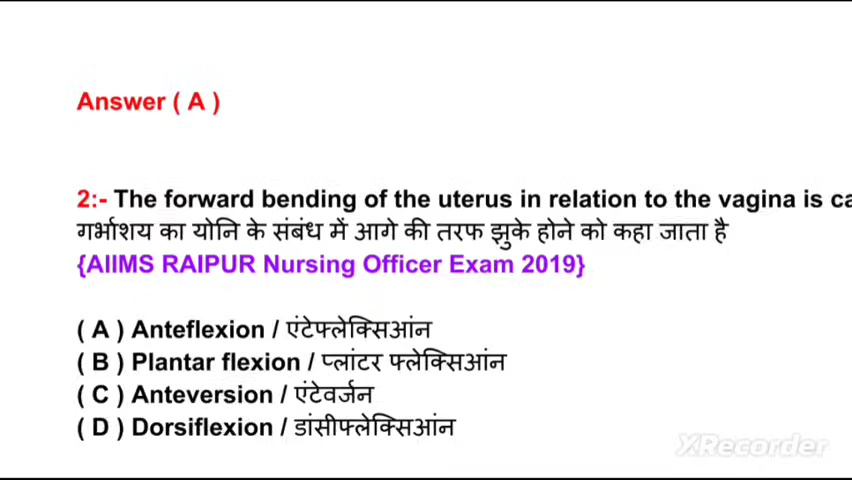 Answer ( A )
2:- The forward bending of the uterus in relation to the vagina is
गर्भाशय का योनि के संबंध में आगे की तरफ झुके होने को कहा जाता है
{AIIMS RAIPUR Nursing Officer Exam 2019}
( A ) Anteflexion / एंटेफ्लेक्सिआंन
( B ) Plantar flexion / प्लांटर फ्लेक्सिआंन
( C ) Anteversion / एंटेवर्जन
( D ) Dorsiflexion / डांसीफ्लेक्सिआंन
XRecorder